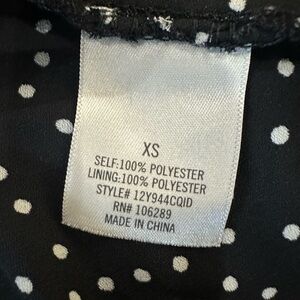 XS
SELF:100% POLYESTER
LINING:100% POLYESTER
STYLE# 12Y944CQID
RN# 106289
MADE IN CHINA